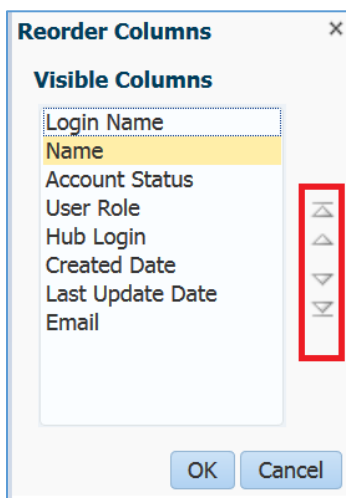 Reorder Columns
Visible Columns
Login Name
Name
Account Status
User Role
Hub Login
Created Date
Last Update Date
Email
OK Cancel